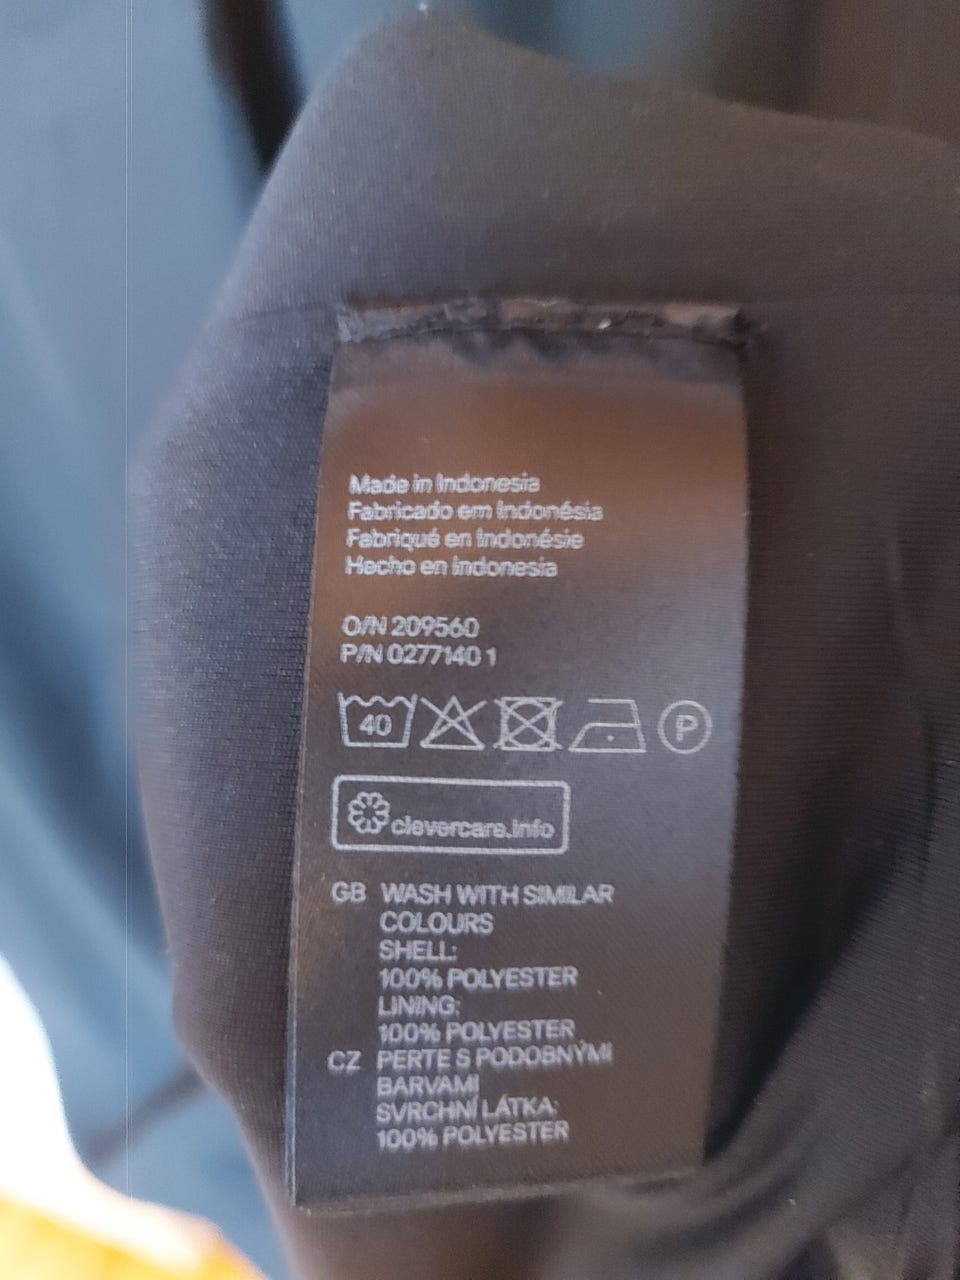 Made in Indonesia
Fabricado em Indonésia
Fabriqué en Indonésie
Hecho en Indonesia
O/N 209560
P/N 0277140 1
40 P
clevercare.info
GB WASH WITH SIMILAR
COLOURS
SHELL:
100% POLYESTER
LINING:
100% POLYESTER
CZ PERTE S PODOBNÝMI
BARVAMI
SVRCHNÍ LÁTKA:
100% POLYESTER